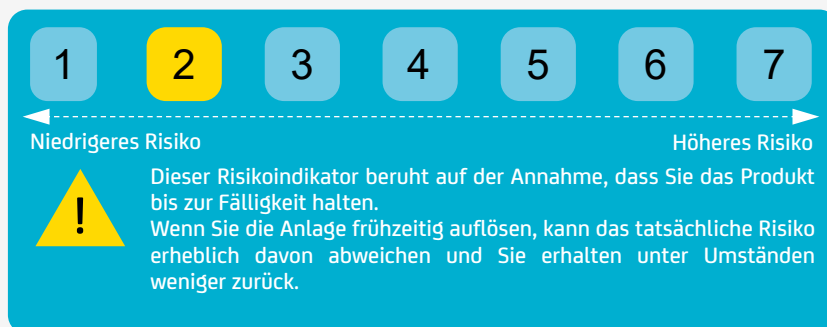 1 2 3 4 5 6 7
Niedrigeres Risiko Höheres Risiko
! Dieser Risikoindikator beruht auf der Annahme, dass Sie das Produkt
bis zur Fälligkeit halten.
Wenn Sie die Anlage frühzeitig auflösen, kann das tatsächliche Risiko
erheblich davon abweichen und Sie erhalten unter Umständen
weniger zurück.